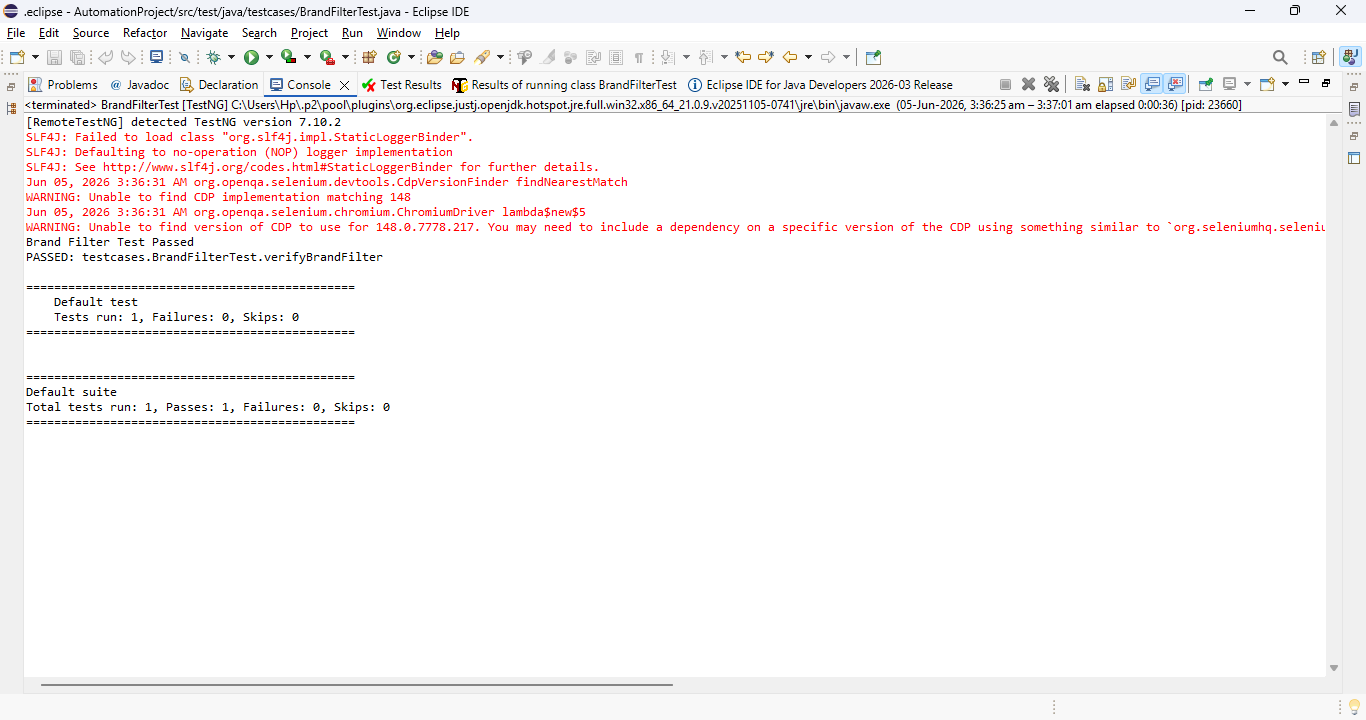 .eclipse - AutomationProject/src/test/java/testcases/BrandFilterTest.java - Eclipse IDE
File Edit Source Refactor Navigate Search Project Run Window Help
Problems Javadoc Declaration Console Test Results Results of running class BrandFilterTest Eclipse IDE for Java Developers 2026-03 Release
<terminated> BrandFilterTest [TestNG] C:\Users\Hp\.p2\pool\plugins\org.eclipse.justj.openjdk.hotspot.jre.full.win32.x86_64_21.0.9.v20251105-0741\jre\bin\javaw.exe (05-Jun-2026, 3:36:25 am – 3:37:01 am elapsed 0:00:36) [pid: 23660]
[RemoteTestNG] detected TestNG version 7.10.2
SLF4J: Failed to load class "org.slf4j.impl.StaticLoggerBinder".
SLF4J: Defaulting to no-operation (NOP) logger implementation
SLF4J: See http://www.slf4j.org/codes.html#StaticLoggerBinder for further details.
Jun 05, 2026 3:36:31 AM org.openqa.selenium.devtools.CdpVersionFinder findNearestMatch
WARNING: Unable to find CDP implementation matching 148
Jun 05, 2026 3:36:31 AM org.openqa.selenium.chromium.ChromiumDriver lambda$new$5
WARNING: Unable to find version of CDP to use for 148.0.7778.217. You may need to include a dependency on a specific version of the CDP using something similar to `org.seleniumhq.seleniu
Brand Filter Test Passed
PASSED: testcases.BrandFilterTest.verifyBrandFilter
===============================================
Default test
Tests run: 1, Failures: 0, Skips: 0
===============================================
===============================================
Default suite
Total tests run: 1, Passes: 1, Failures: 0, Skips: 0
===============================================